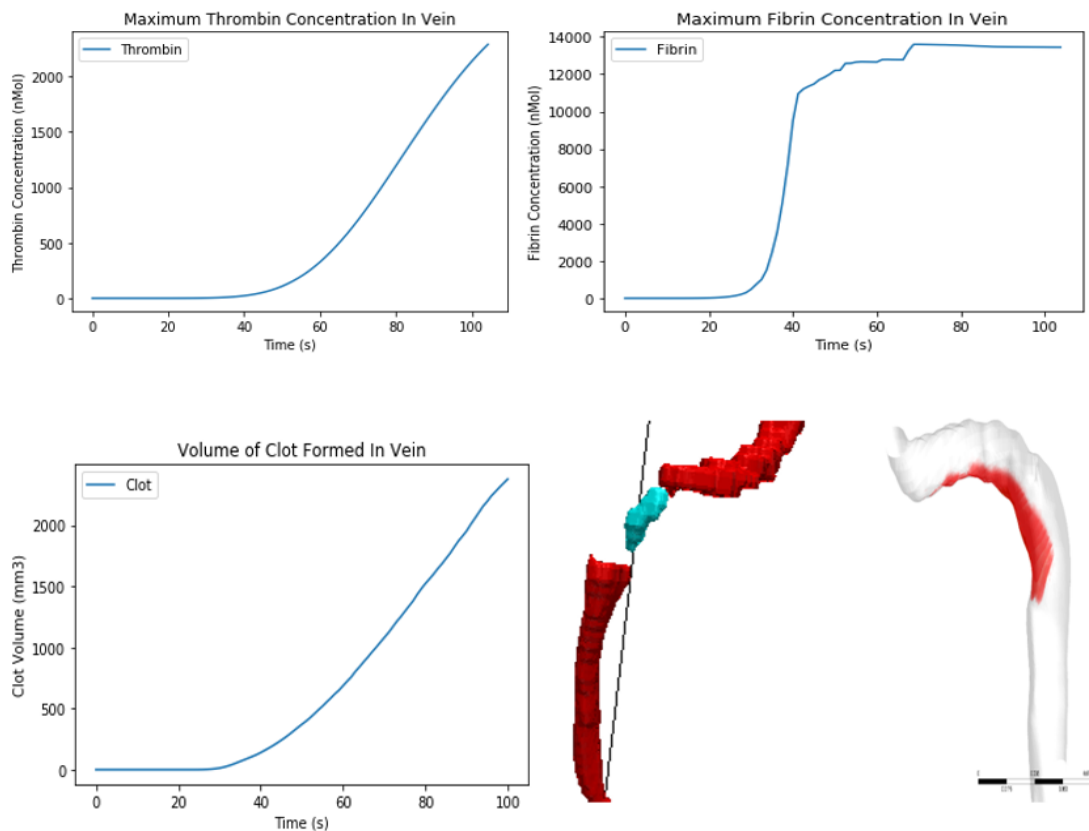 Maximum Thrombin Concentration In Vein
Thrombin
Thrombin Concentration (nMol)
2000
1500
1000
500
0
0 20 40 60 80 100
Time (s)
Maximum Fibrin Concentration In Vein
Fibrin
Fibrin Concentration (nMol)
14000
12000
10000
8000
6000
4000
2000
0
0 20 40 60 80 100
Time (s)
Volume of Clot Formed In Vein
Clot
Clot Volume (mm3)
2000
1500
1000
500
0
0 20 40 60 80 100
Time (s)